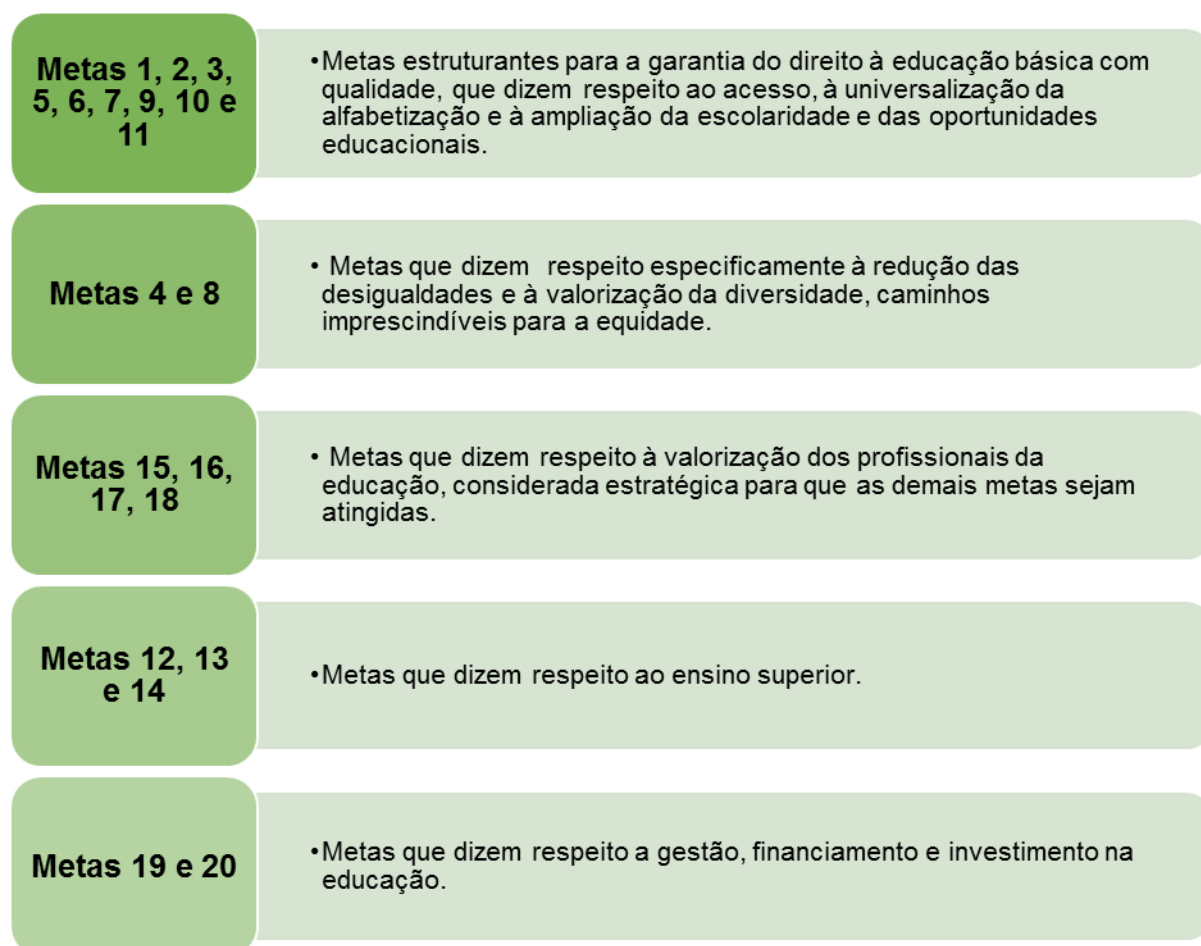 Metas 1, 2, 3,
5, 6, 7, 9, 10 e
11
•Metas estruturantes para a garantia do direito à educação básica com
qualidade, que dizem respeito ao acesso, à universalização da
alfabetização e à ampliação da escolaridade e das oportunidades
educacionais.
Metas 4 e 8
• Metas que dizem respeito especificamente à redução das
desigualdades e à valorização da diversidade, caminhos
imprescindíveis para a equidade.
Metas 15, 16,
17, 18
• Metas que dizem respeito à valorização dos profissionais da
educação, considerada estratégica para que as demais metas sejam
atingidas.
Metas 12, 13
e 14
•Metas que dizem respeito ao ensino superior.
Metas 19 e 20
•Metas que dizem respeito a gestão, financiamento e investimento na
educação.